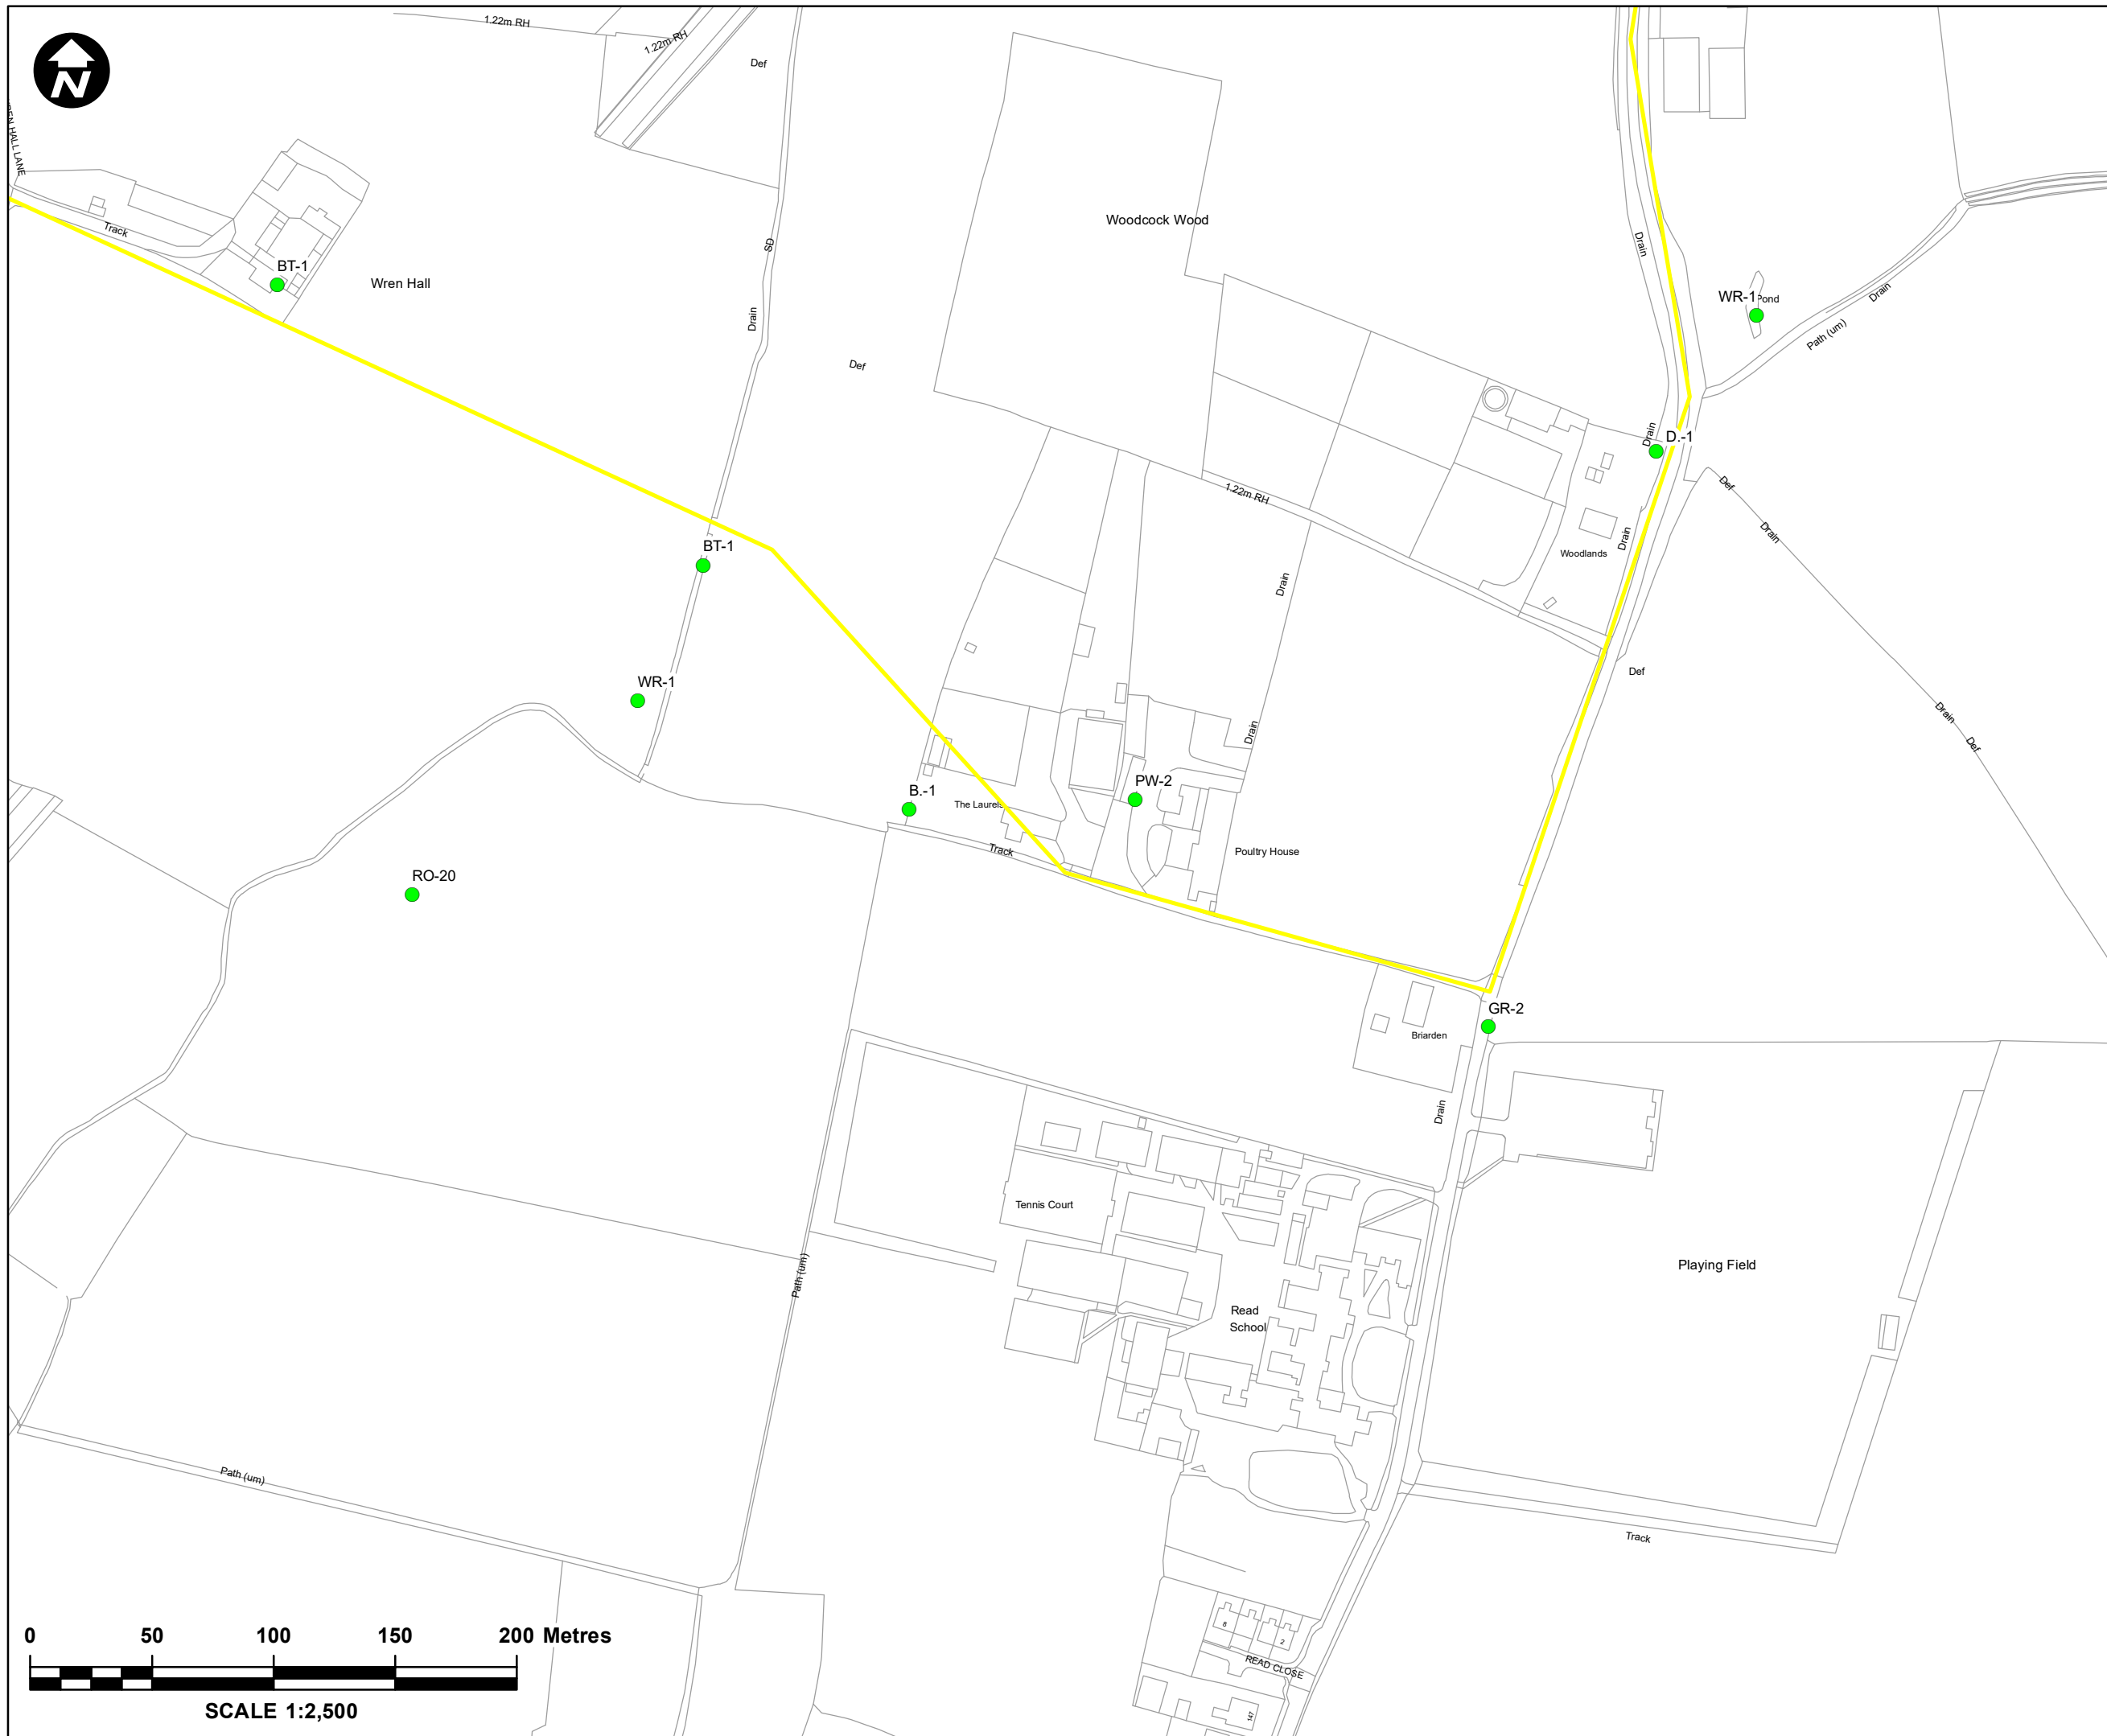 1.22m RH
1.22m RH
Def
N
HALL LANE
Track
BT-1
Wren Hall
SD
Drain
Def
Woodcock Wood
Drain
WR-1
Pond
Drain
Path (um)
Drain
D.-1
Def
Drain
1.22m RH
Drain
Woodlands
BT-1
Drain
Def
WR-1
Drain
Def
Drain
PW-2
B.-1
The Laurels
Track
Poultry House
RO-20
GR-2
Briarden
Drain
Tennis Court
Path (um)
Playing Field
Read
School
Path (um)
Track
8
2
READ CLOSE
147
0 50 100 150 200 Metres
SCALE 1:2,500